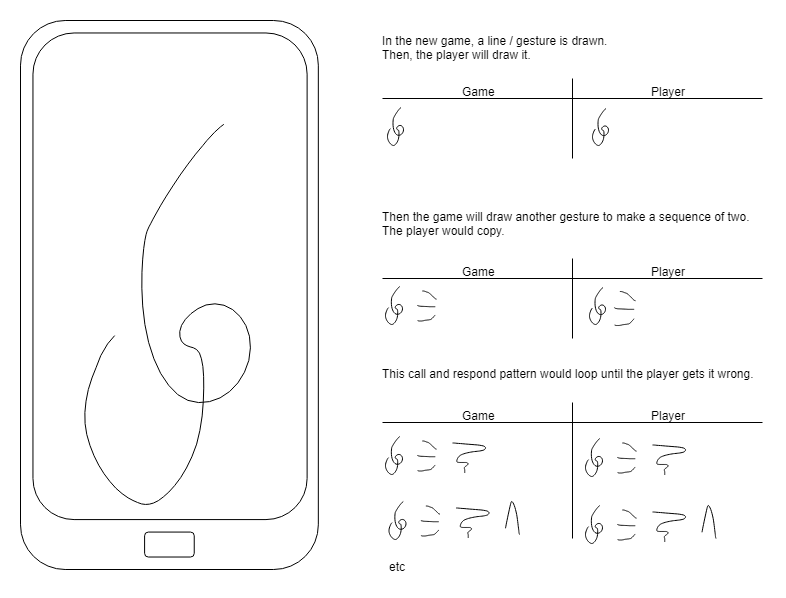 In the new game, a line / gesture is drawn.
Then, the player will draw it.
Game Player
Then the game will draw another gesture to make a sequence of two.
The player would copy.
Game Player
This call and respond pattern would loop until the player gets it wrong.
Game Player
etc